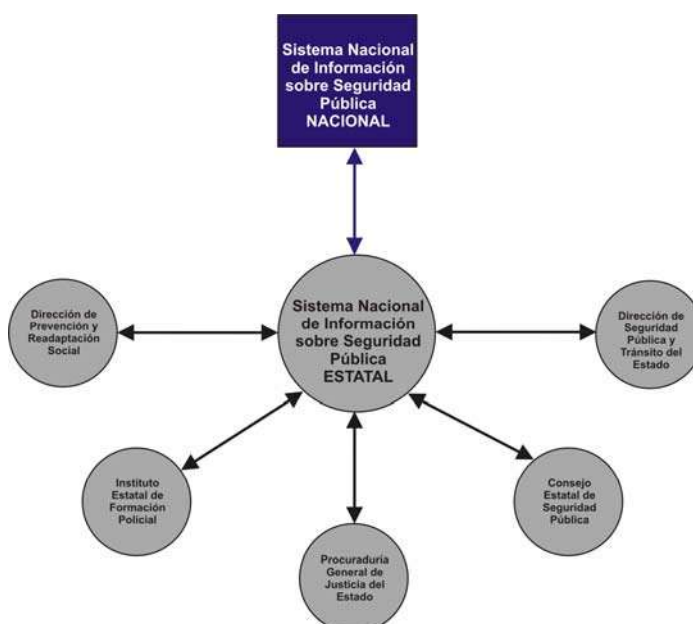 Sistema Nacional
de Información
sobre Seguridad
Pública
NACIONAL
Sistema Nacional
de Información
sobre Seguridad
Pública
ESTATAL
Dirección de
Prevención y
Readaptación
Social
Dirección de
Seguridad
Pública y
Tránsito del
Estado
Instituto
Estatal de
Formación
Policial
Consejo
Estatal de
Seguridad
Pública
Procuraduría
General de
Justicia del
Estado